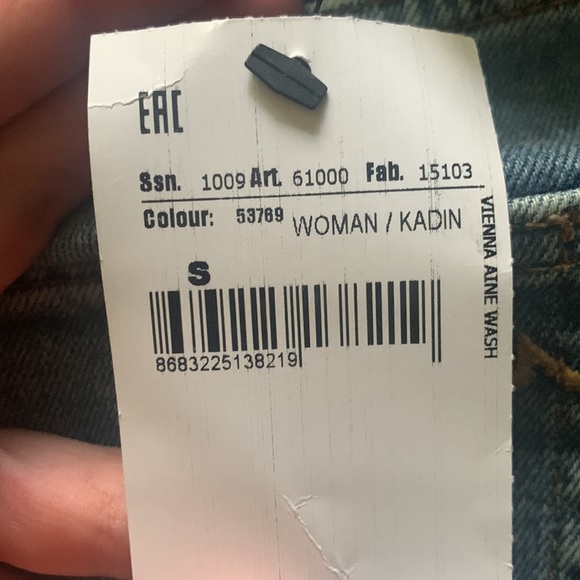 EAC
Ssn. 1009 Art. 61000 Fab. 15103
Colour: 53769 WOMAN / KADIN
VIENNA AINE WASH
S
8683225138219